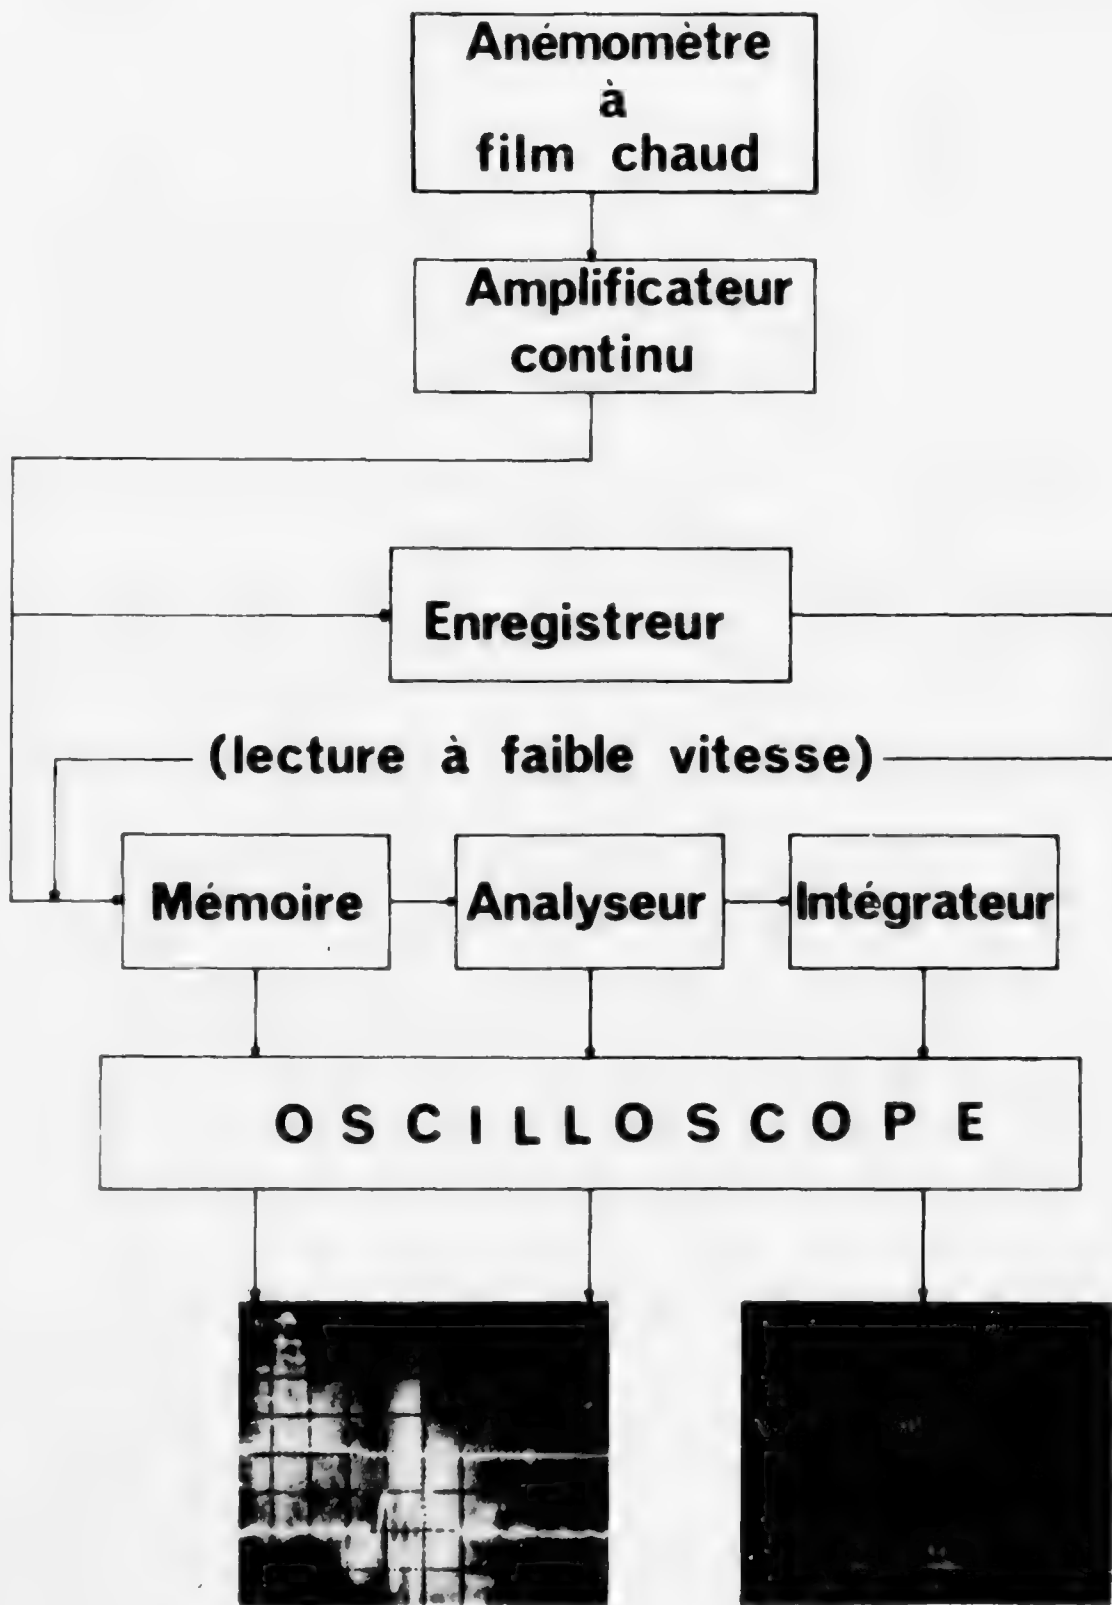 Anémomètre
à
film chaud
Amplificateur
continu
Enregistreur
(lecture à faible vitesse)
Mémoire
Analyseur
Intégrateur
OSCILLOSCOPE